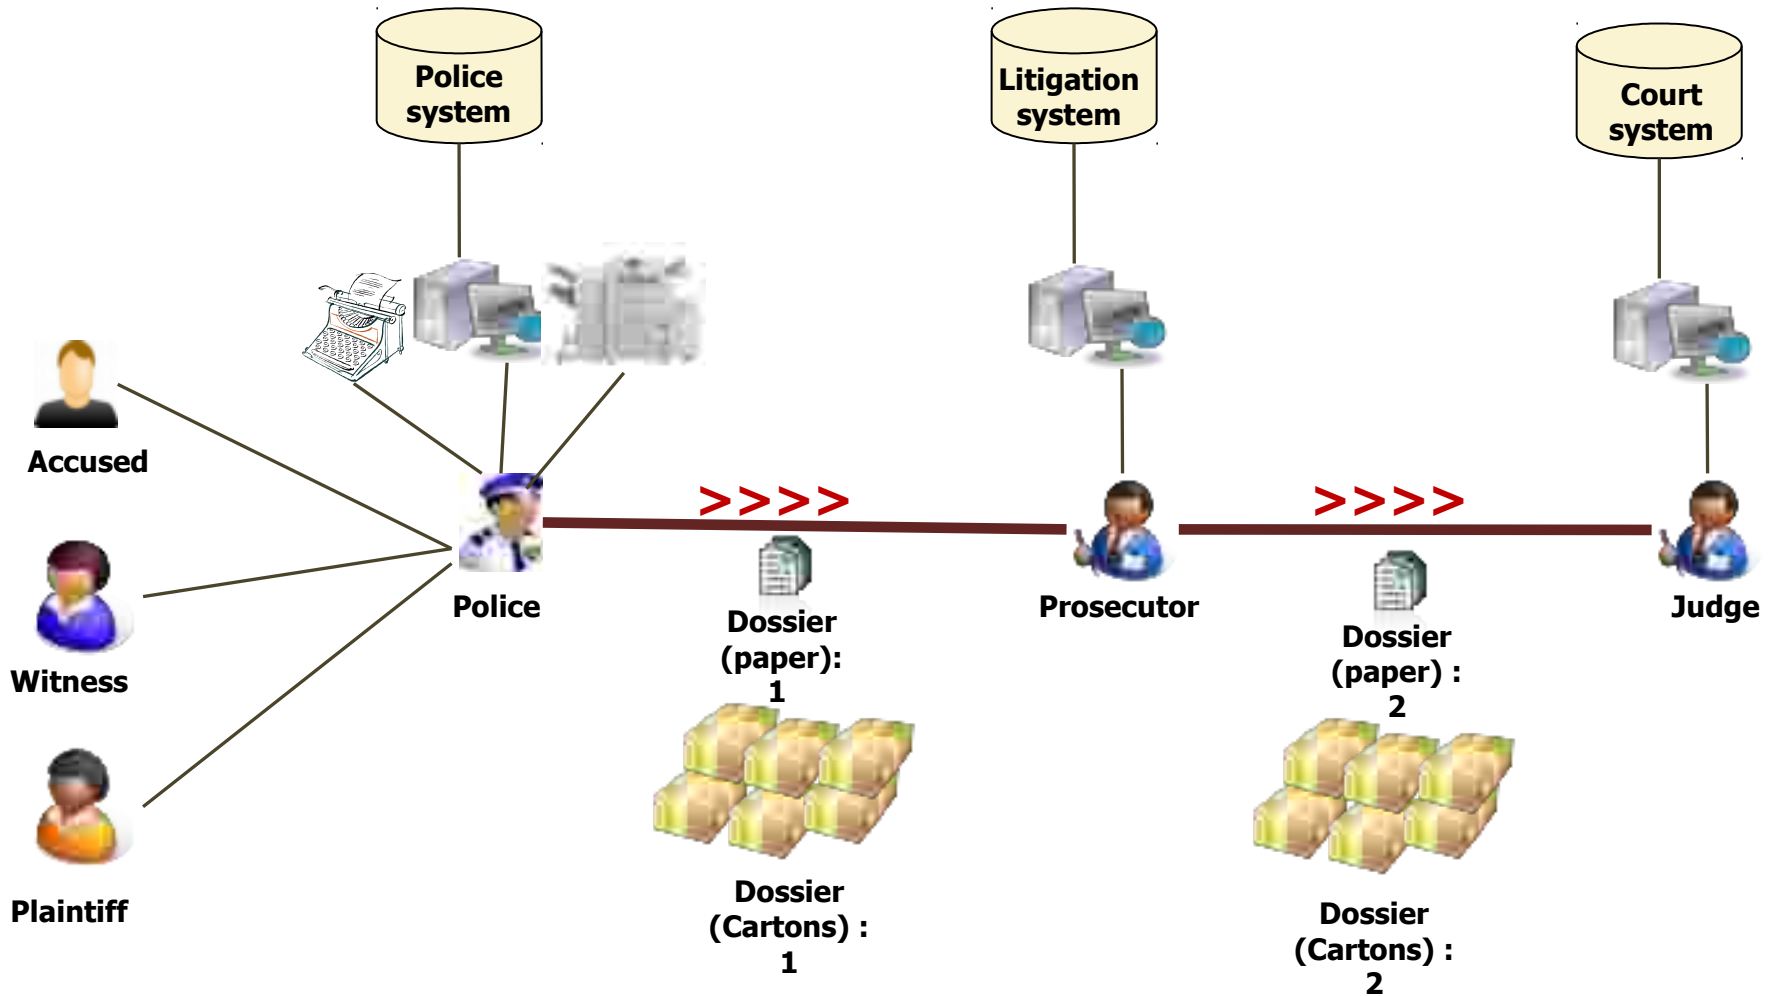 Police
system
Litigation
system
Court
system
Accused
>>>>
>>>>
Police
Prosecutor
Judge
Dossier
(paper):
1
Dossier
(paper) :
2
Witness
Plaintiff
Dossier
(Cartons) :
1
Dossier
(Cartons) :
2